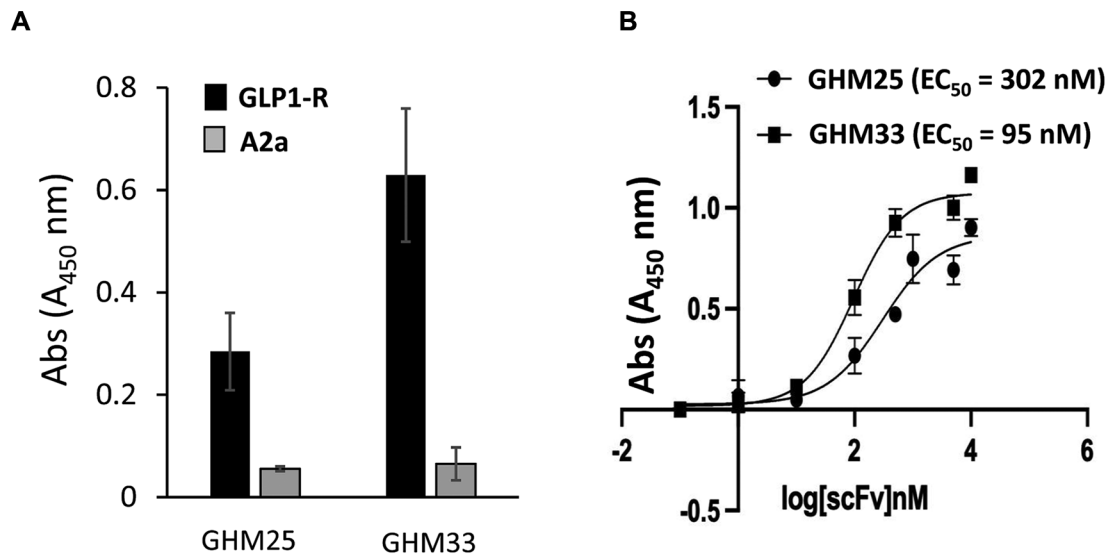 A
Abs (A450 nm)
0.8
0.6
0.4
0.2
0
GLP1-R
A2a
GHM25
GHM33
B
GHM25 (EC50 = 302 nM)
GHM33 (EC50 = 95 nM)
Abs (A450 nm)
1.5
1.0
0.5
-0.5
-2
2
4
6
log[scFv]nM